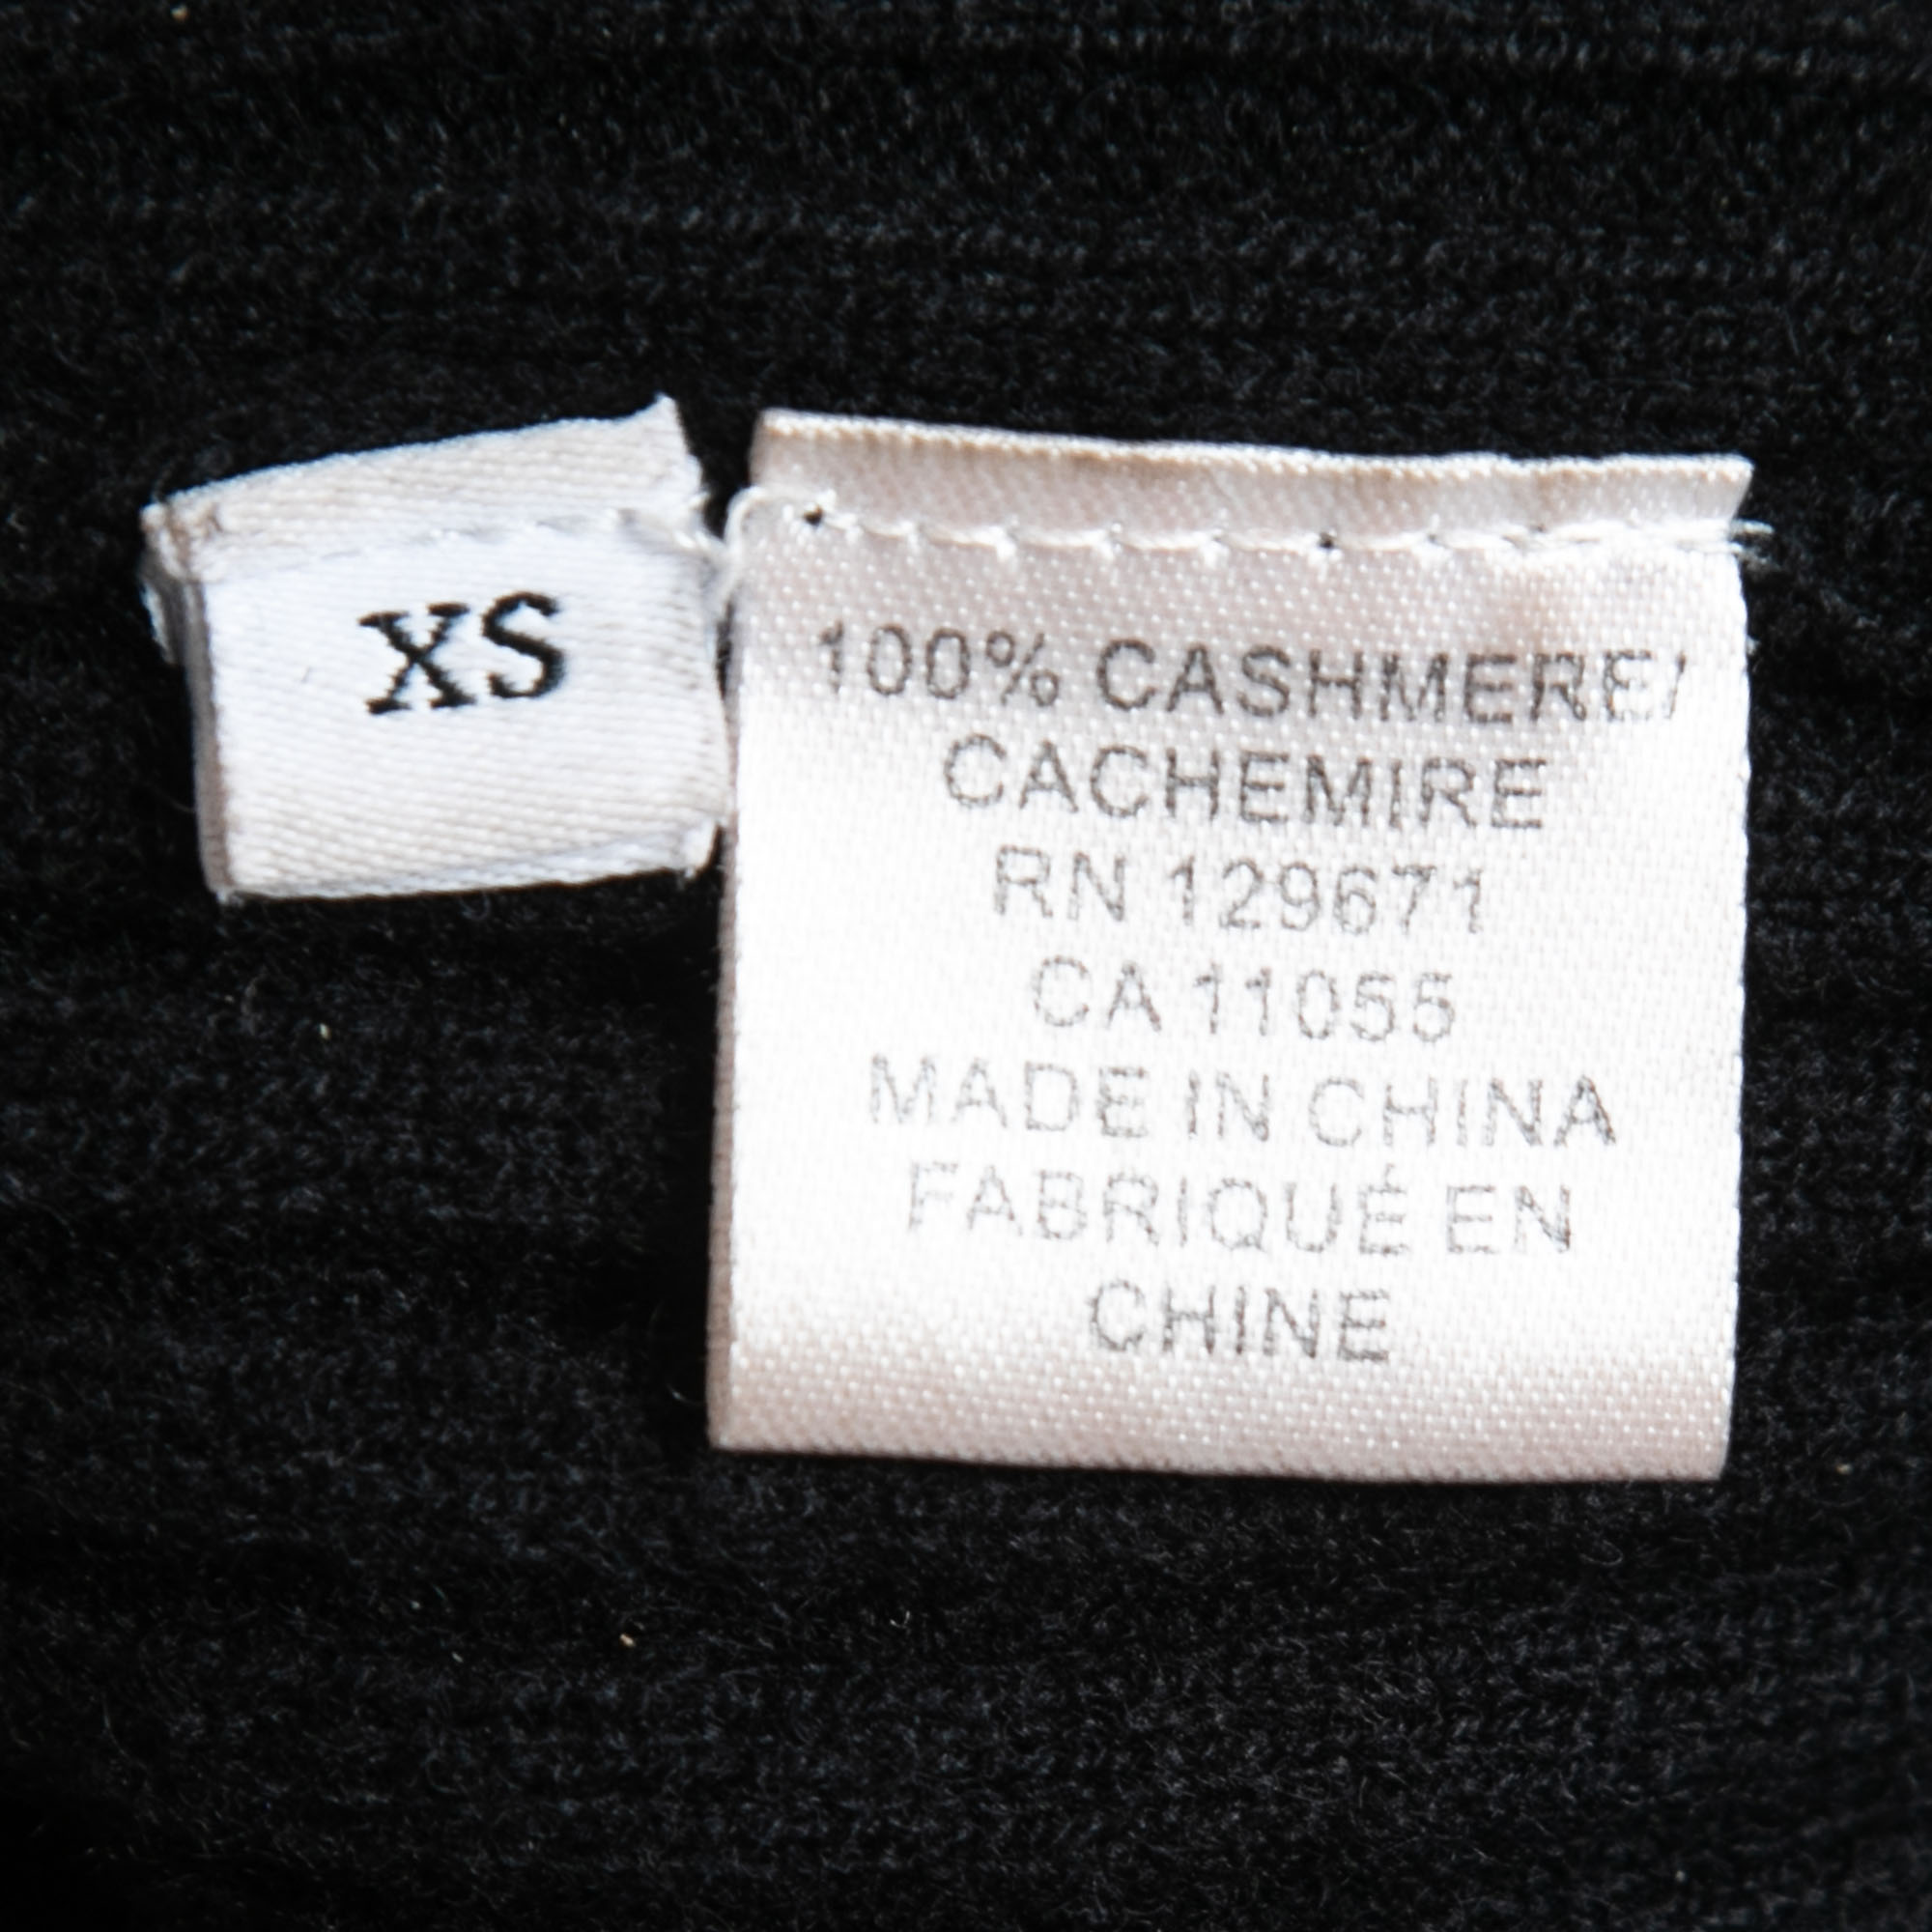 XS
100% CASHMERE/
CACHEMIRE
RN 129671
CA 11055
MADE IN CHINA
FABRIQUÉ EN
CHINE